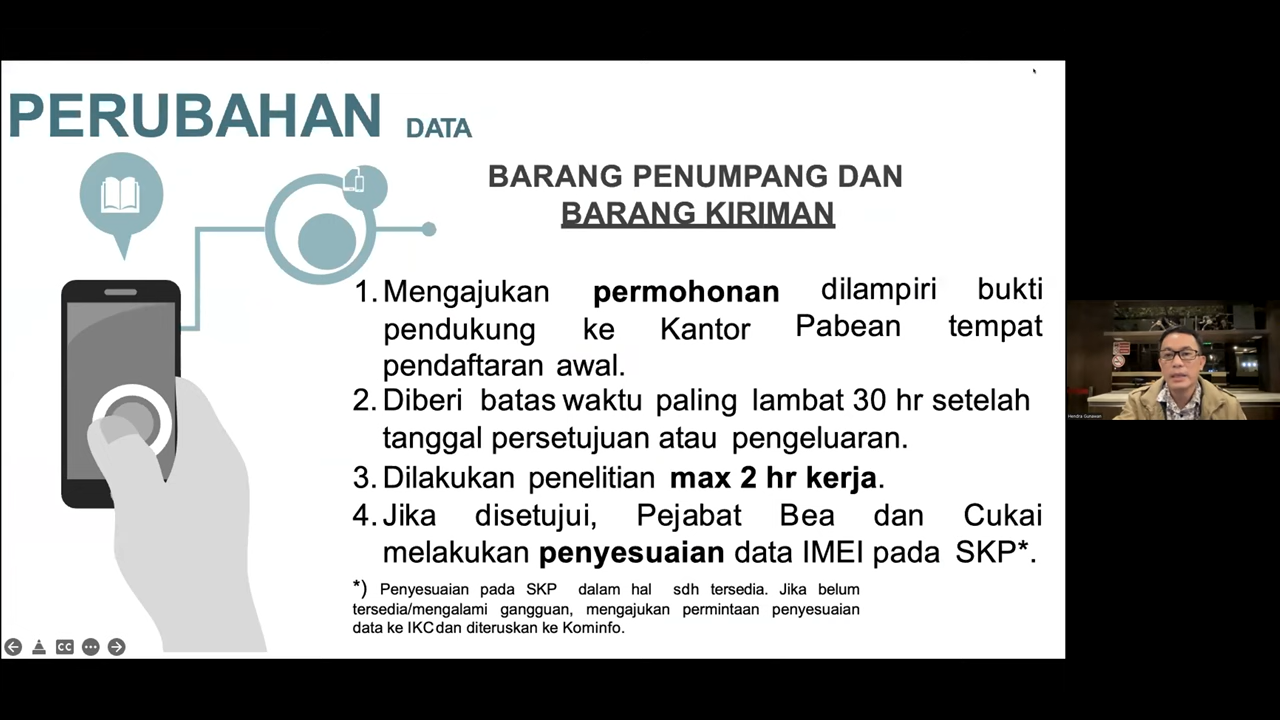 PERUBAHAN DATA
BARANG PENUMPANG DAN
BARANG KIRIMAN
1. Mengajukan permohonan dilampiri bukti
pendukung ke Kantor Pabean tempat
pendaftaran awal.
2. Diberi batas waktu paling lambat 30 hr setelah
tanggal persetujuan atau pengeluaran.
3. Dilakukan penelitian max 2 hr kerja.
4. Jika disetujui, Pejabat Bea dan Cukai
melakukan penyesuaian data IMEI pada SKP*.
*) Penyesuaian pada SKP dalam hal sdh tersedia. Jika belum
tersedia/mengalami gangguan, mengajukan permintaan penyesuaian
data ke IKC dan diteruskan ke Kominfo.
CC
Hendra Gunawan